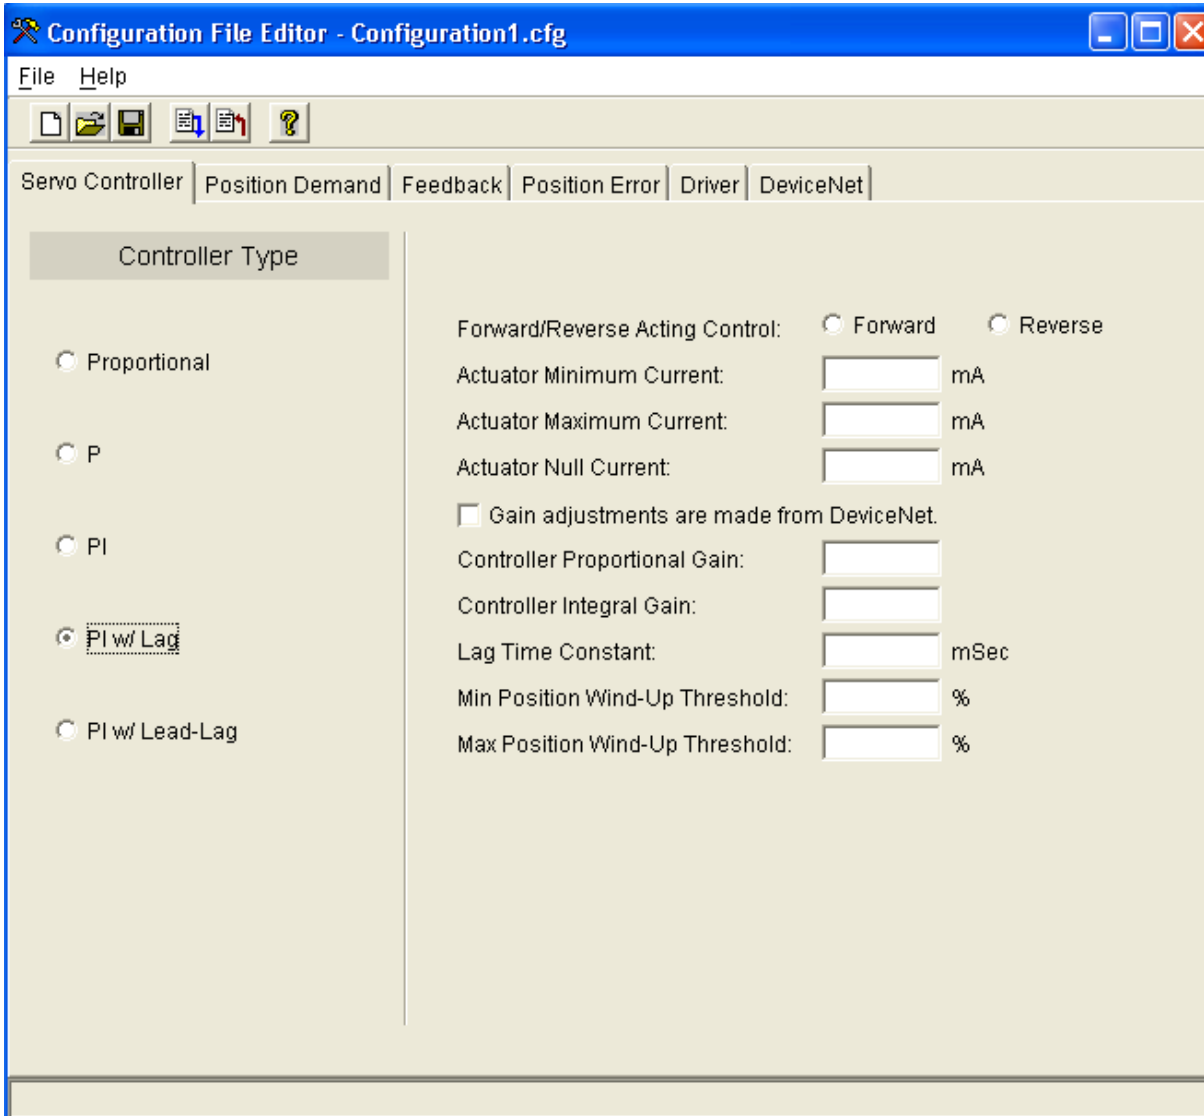 Configuration File Editor - Configuration1.cfg
File Help
Servo Controller Position Demand Feedback Position Error Driver DeviceNet
Controller Type
Proportional
P
PI
PI w/ Lag
PI w/ Lead-Lag
Forward/Reverse Acting Control: Forward Reverse
Actuator Minimum Current: mA
Actuator Maximum Current: mA
Actuator Null Current: mA
Gain adjustments are made from DeviceNet.
Controller Proportional Gain:
Controller Integral Gain:
Lag Time Constant: mSec
Min Position Wind-Up Threshold: %
Max Position Wind-Up Threshold: %